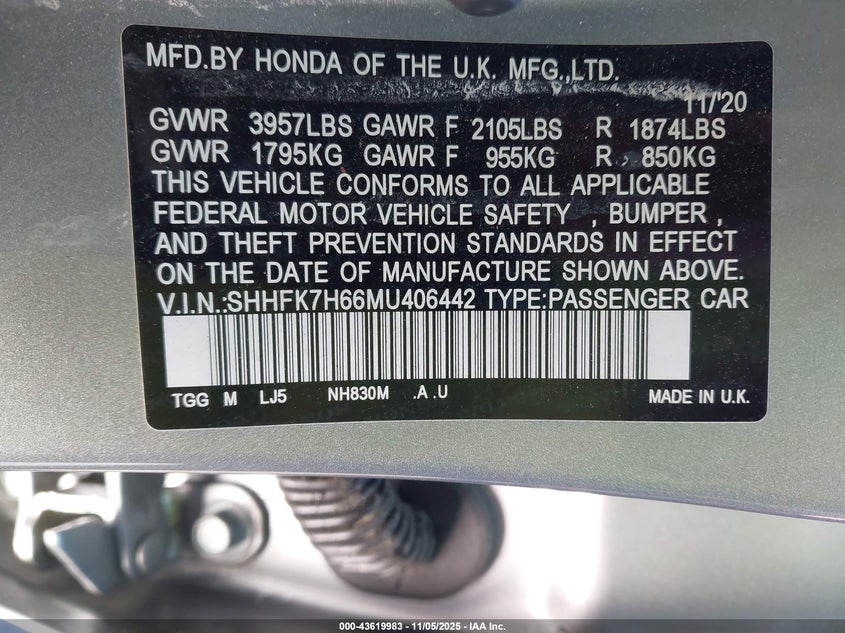 MFD.BY HONDA OF THE U.K. MFG.,LTD.
11/'20
GVWR 3957LBS GAWR F 2105LBS R 1874LBS
GVWR 1795KG GAWR F 955KG R 850KG
THIS VEHICLE CONFORMS TO ALL APPLICABLE
FEDERAL MOTOR VEHICLE SAFETY , BUMPER ,
AND THEFT PREVENTION STANDARDS IN EFFECT
ON THE DATE OF MANUFACTURE SHOWN ABOVE.
V.I.N.:SHHFK7H66MU406442 TYPE:PASSENGER CAR
TGG M LJ5 NH830M .A .U MADE IN U.K.
000-43619983 - 11/05/2025 - IAA Inc.